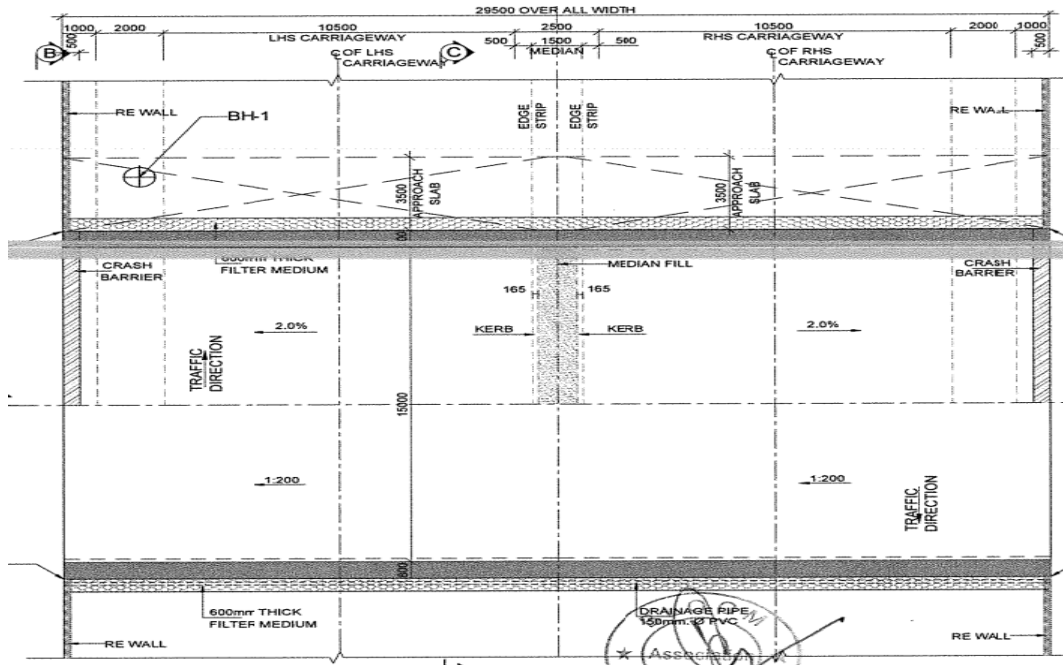 29500 OVER ALL WIDTH
1000 2000 10500 2500 10500 2000 1000
500 LHS CARRIAGEWAY 500 1500 500 RHS CARRIAGEWAY 500
MEDIAN
B
C
C OF LHS
CARRIAGEWAY
C OF RHS
CARRIAGEWAY
RE WALL
BH-1
EDGE
STRIP
EDGE
STRIP
RE WALL
3500
APPROACH
SLAB
3500
APPROACH
SLAB
600mm THICK
FILTER MEDIUM
CRASH
BARRIER
MEDIAN FILL
CRASH
BARRIER
165 165
2.0%
KERB
KERB
2.0%
TRAFFIC
DIRECTION
15000
1:200
1:200
TRAFFIC
DIRECTION
600mm THICK
FILTER MEDIUM
DRAINAGE PIPE
150mm. Ø PVC
RE WALL
RE WALL